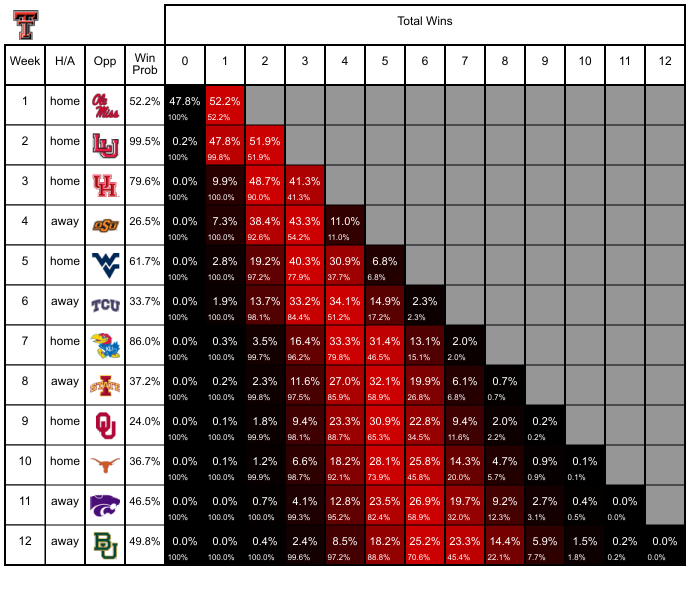 T
Total Wins
Week H/A Opp Win Prob 0 1 2 3 4 5 6 7 8 9 10 11 12
1 home Ole Miss 52.2% 47.8% 52.2%
100% 52.2%
2 home LU 99.5% 0.2% 47.8% 51.9%
100% 99.8% 51.9%
3 home UH 79.6% 0.0% 9.9% 48.7% 41.3%
100% 100.0% 90.0% 41.3%
4 away OSU 26.5% 0.0% 7.3% 38.4% 43.3% 11.0%
100% 100.0% 92.6% 54.2% 11.0%
5 home WV 61.7% 0.0% 2.8% 19.2% 40.3% 30.9% 6.8%
100% 100.0% 97.2% 77.9% 37.7% 6.8%
6 away TCU 33.7% 0.0% 1.9% 13.7% 33.2% 34.1% 14.9% 2.3%
100% 100.0% 98.1% 84.4% 51.2% 17.2% 2.3%
7 home KU 86.0% 0.0% 0.3% 3.5% 16.4% 33.3% 31.4% 13.1% 2.0%
100% 100.0% 99.7% 96.2% 79.8% 46.5% 15.1% 2.0%
8 away I STATE 37.2% 0.0% 0.2% 2.3% 11.6% 27.0% 32.1% 19.9% 6.1% 0.7%
100% 100.0% 99.8% 97.5% 85.9% 58.9% 26.8% 6.8% 0.7%
9 home OU 24.0% 0.0% 0.1% 1.8% 9.4% 23.3% 30.9% 22.8% 9.4% 2.0% 0.2%
100% 100.0% 99.9% 98.1% 88.7% 65.3% 34.5% 11.6% 2.2% 0.2%
10 home 36.7% 0.0% 0.1% 1.2% 6.6% 18.2% 28.1% 25.8% 14.3% 4.7% 0.9% 0.1%
100% 100.0% 99.9% 98.7% 92.1% 73.9% 45.8% 20.0% 5.7% 0.9% 0.1%
11 away 46.5% 0.0% 0.0% 0.7% 4.1% 12.8% 23.5% 26.9% 19.7% 9.2% 2.7% 0.4% 0.0%
100% 100.0% 100.0% 99.3% 95.2% 82.4% 58.9% 32.0% 12.3% 3.1% 0.5% 0.0%
12 away BU 49.8% 0.0% 0.0% 0.4% 2.4% 8.5% 18.2% 25.2% 23.3% 14.4% 5.9% 1.5% 0.2% 0.0%
100% 100.0% 100.0% 99.6% 97.2% 88.8% 70.6% 45.4% 22.1% 7.7% 1.8% 0.2% 0.0%